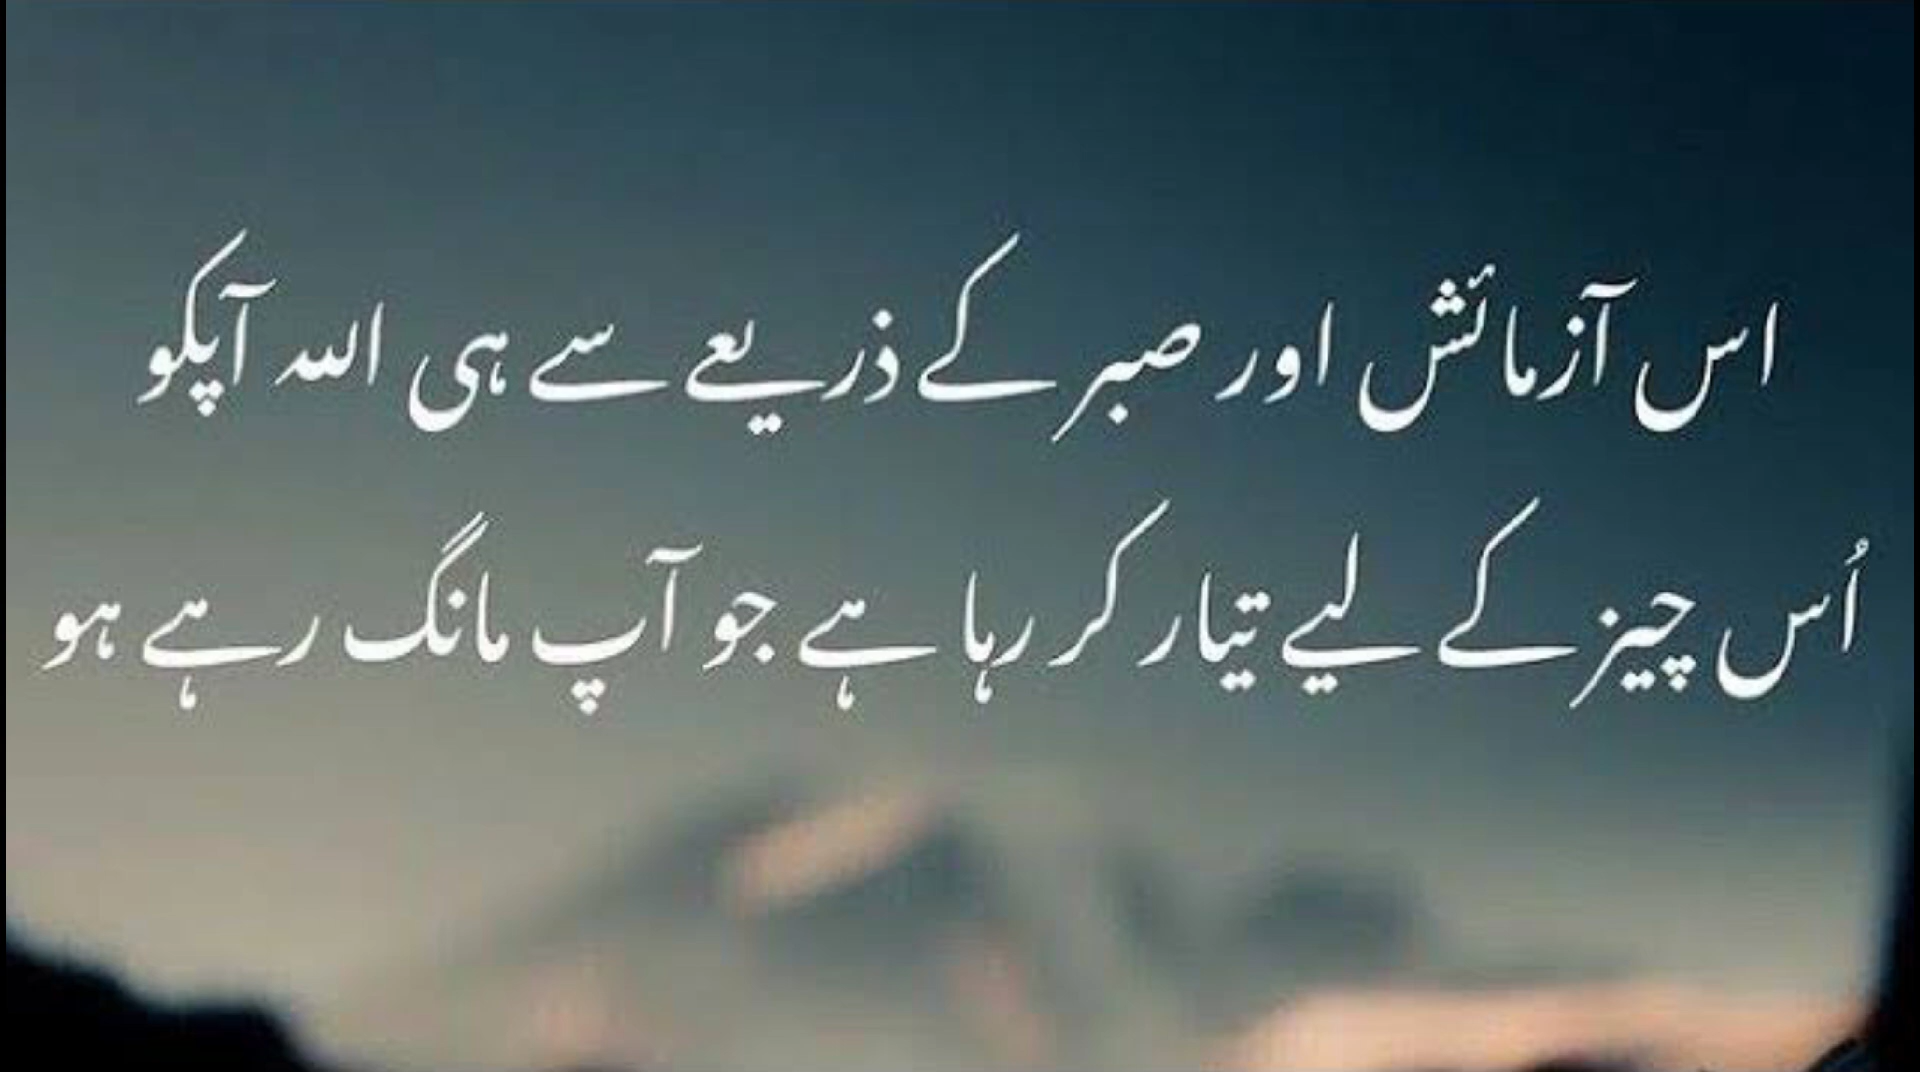 اس آزمائش اور صبر کے ذریعے سے ہی اللہ آپکو
اُس چیز کے لیے تیار کر رہا ہے جو آپ مانگ رہے ہو